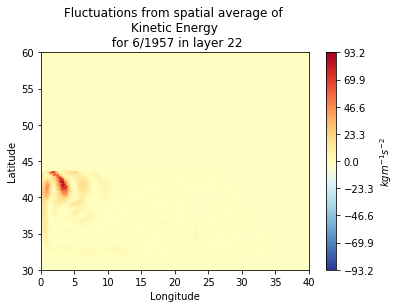 Fluctuations from spatial average of
Kinetic Energy
for 6/1957 in layer 22
60
55
50
45
40
35
30
Latitude
0 5 10 15 20 25 30 35 40
Longitude
93.2
69.9
46.6
23.3
0.0
−23.3
−46.6
−69.9
−93.2
kgm⁻¹s⁻²